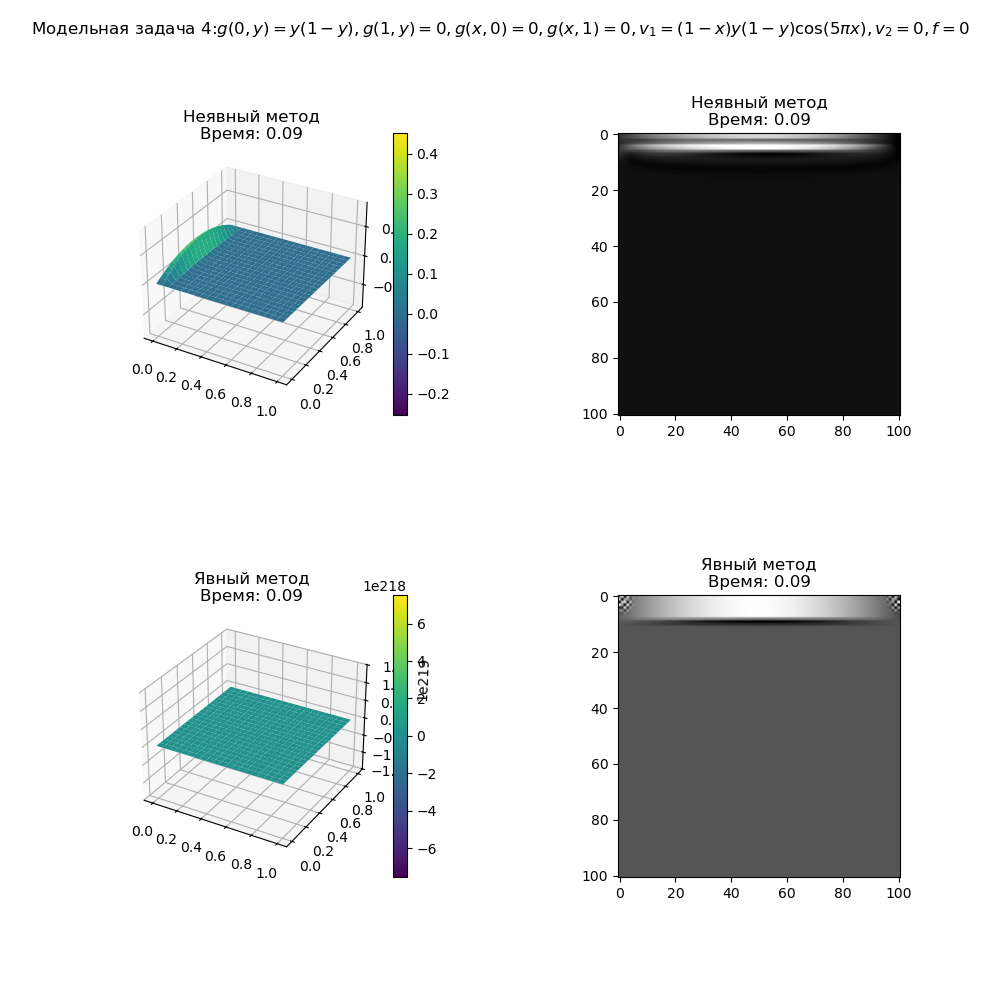 Модельная задача 4:g(0, y) = y(1 − y), g(1, y) = 0, g(x, 0) = 0, g(x, 1) = 0, v₁ = (1 − x)y(1 − y)cos(5πx), v₂ = 0, f = 0
Неявный метод
Время: 0.09
0.4
0.3
0.2
0.1
0.0
−0.1
−0.2
0.0 0.2 0.4 0.6 0.8 1.0
0.0 0.2 0.4 0.6 0.8 1.0
Неявный метод
Время: 0.09
0
20
40
60
80
100
0 20 40 60 80 100
Явный метод
Время: 0.09
1e218
6
4
2
0
−2
−4
−6
1e219
0.0 0.2 0.4 0.6 0.8 1.0
0.0 0.2 0.4 0.6 0.8 1.0
Явный метод
Время: 0.09
0
20
40
60
80
100
0 20 40 60 80 100